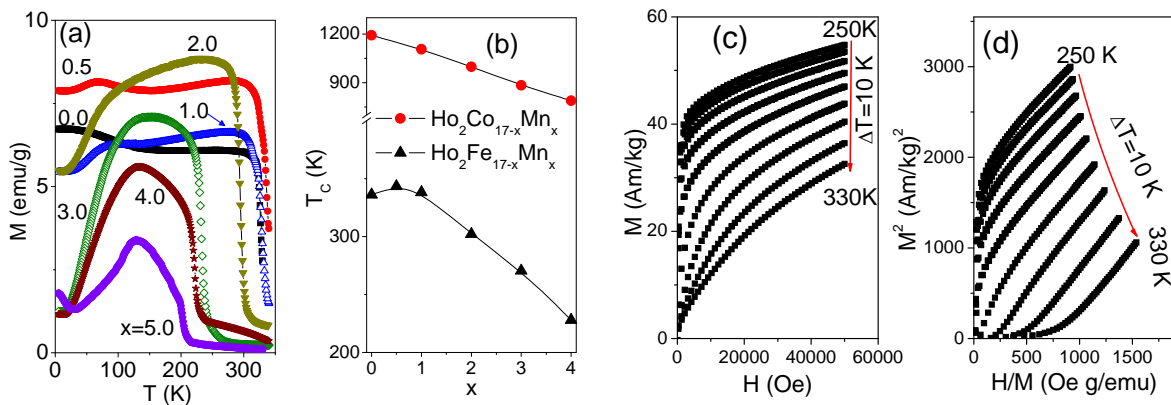 (a)
2.0
0.5
0.0
1.0
3.0
4.0
x=5.0
M (emu/g)
10
5
0
0
100
200
300
T (K)
(b)
1200
900
300
200
T_C (K)
Ho₂Co₁₇₋ₓMnₓ
Ho₂Fe₁₇₋ₓMnₓ
0
1
2
3
4
x
(c)
250K
ΔT=10 K
330K
M (Am/kg)
60
40
20
0
0
20000
40000
60000
H (Oe)
(d)
250 K
ΔT=10 K
330 K
M² (Am/kg)²
3000
2000
1000
0
0
500
1000
1500
H/M (Oe g/emu)